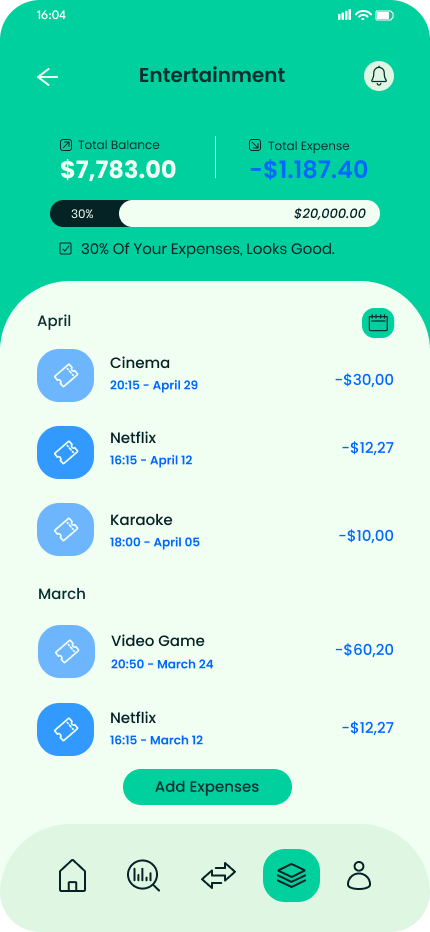 16:04
Entertainment
Total Balance
Total Expense
$7,783.00
-$1.187.40
30%
$20,000.00
30% Of Your Expenses, Looks Good.
April
Cinema
20:15 - April 29
-$30,00
Netflix
16:15 - April 12
-$12,27
Karaoke
18:00 - April 05
-$10,00
March
Video Game
20:50 - March 24
-$60,20
Netflix
16:15 - March 12
-$12,27
Add Expenses